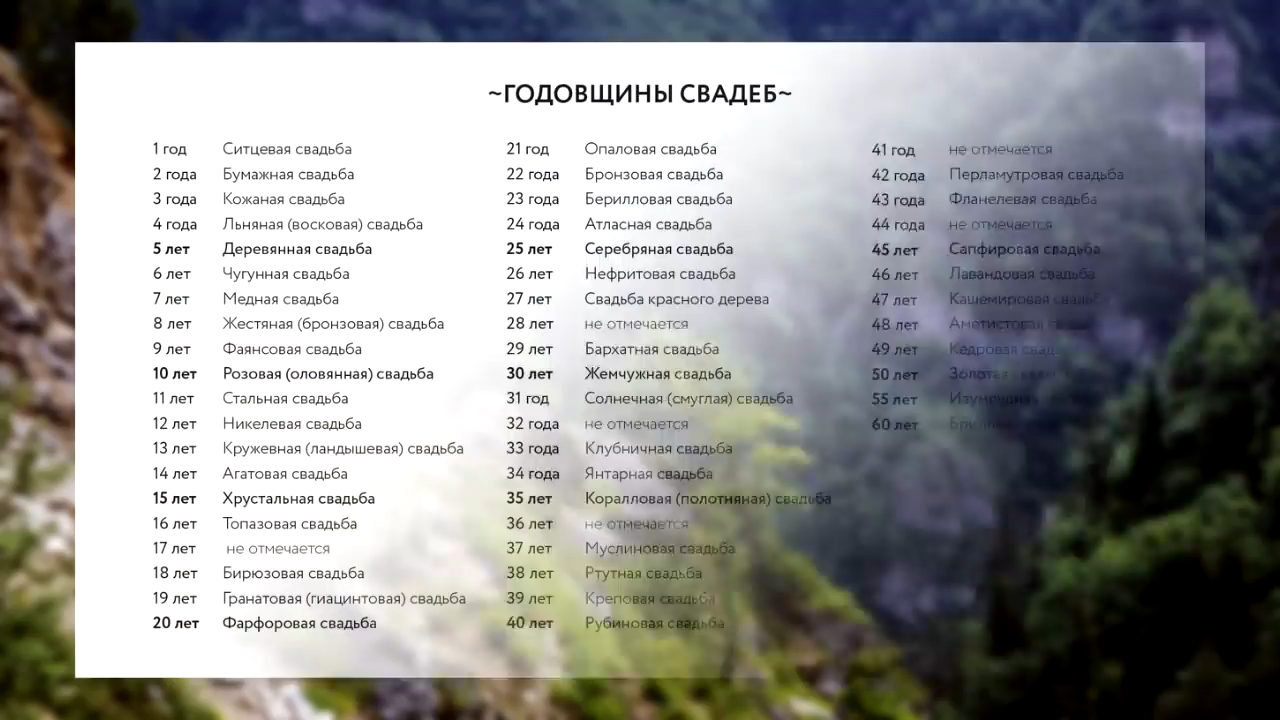 ~ГОДОВЩИНЫ СВАДЕБ~
1 год Ситцевая свадьба
2 года Бумажная свадьба
3 года Кожаная свадьба
4 года Льняная (восковая) свадьба
5 лет Деревянная свадьба
6 лет Чугунная свадьба
7 лет Медная свадьба
8 лет Жестяная (бронзовая) свадьба
9 лет Фаянсовая свадьба
10 лет Розовая (оловянная) свадьба
11 лет Стальная свадьба
12 лет Никелевая свадьба
13 лет Кружевная (ландышевая) свадьба
14 лет Агатовая свадьба
15 лет Хрустальная свадьба
16 лет Топазовая свадьба
17 лет не отмечается
18 лет Бирюзовая свадьба
19 лет Гранатовая (гиацинтовая) свадьба
20 лет Фарфоровая свадьба
21 год Опаловая свадьба
22 года Бронзовая свадьба
23 года Берилловая свадьба
24 года Атласная свадьба
25 лет Серебряная свадьба
26 лет Нефритовая свадьба
27 лет Свадьба красного дерева
28 лет не отмечается
29 лет Бархатная свадьба
30 лет Жемчужная свадьба
31 год Солнечная (смуглая) свадьба
32 года не отмечается
33 года Клубничная свадьба
34 года Янтарная свадьба
35 лет Коралловая (полотняная) свадьба
36 лет не отмечается
37 лет Муслиновая свадьба
38 лет Ртутная свадьба
39 лет Креповая свадьба
40 лет Рубиновая свадьба
41 год не отмечается
42 года Перламутровая свадьба
43 года Фланелевая свадьба
44 года не отмечается
45 лет Сапфировая свадьба
46 лет Лавандовая свадьба
47 лет Кашемировая свадьба
48 лет Аметистовая
49 лет Кедровая свадьба
50 лет Золотая
55 лет Изумрудная
60 лет